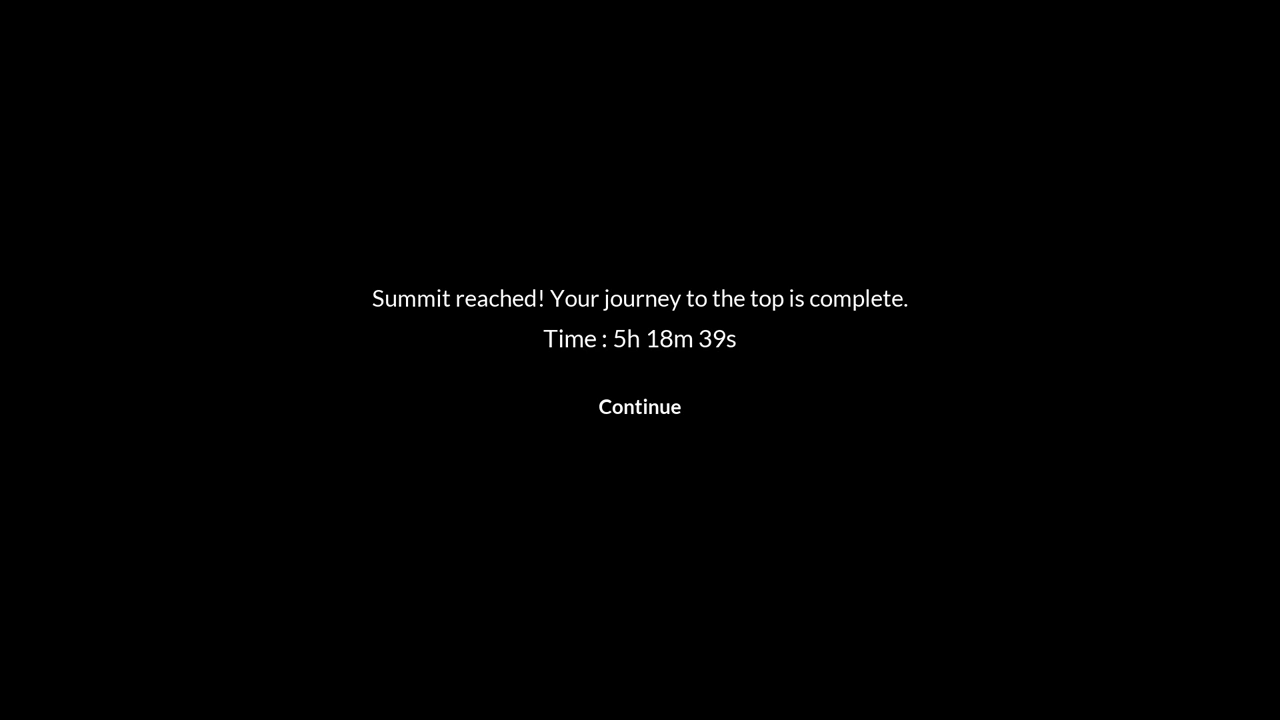 Summit reached! Your journey to the top is complete.
Time : 5h 18m 39s
Continue